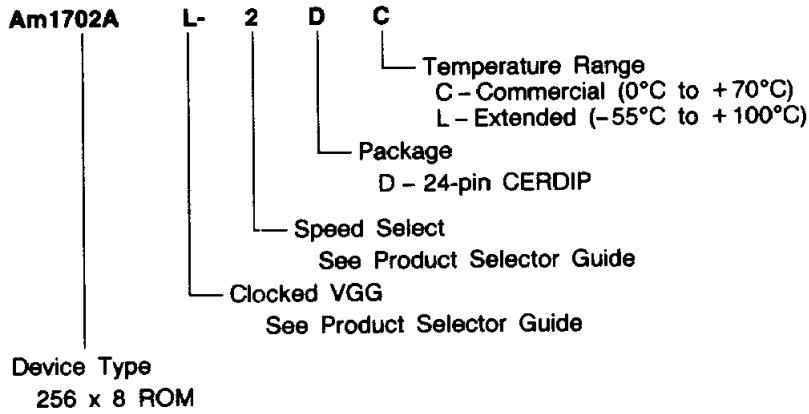 Am1702A L- 2 D C
Temperature Range
C – Commercial (0°C to +70°C)
L – Extended (–55°C to +100°C)
Package
D – 24-pin CERDIP
Speed Select
See Product Selector Guide
Clocked VGG
See Product Selector Guide
Device Type
256 x 8 ROM